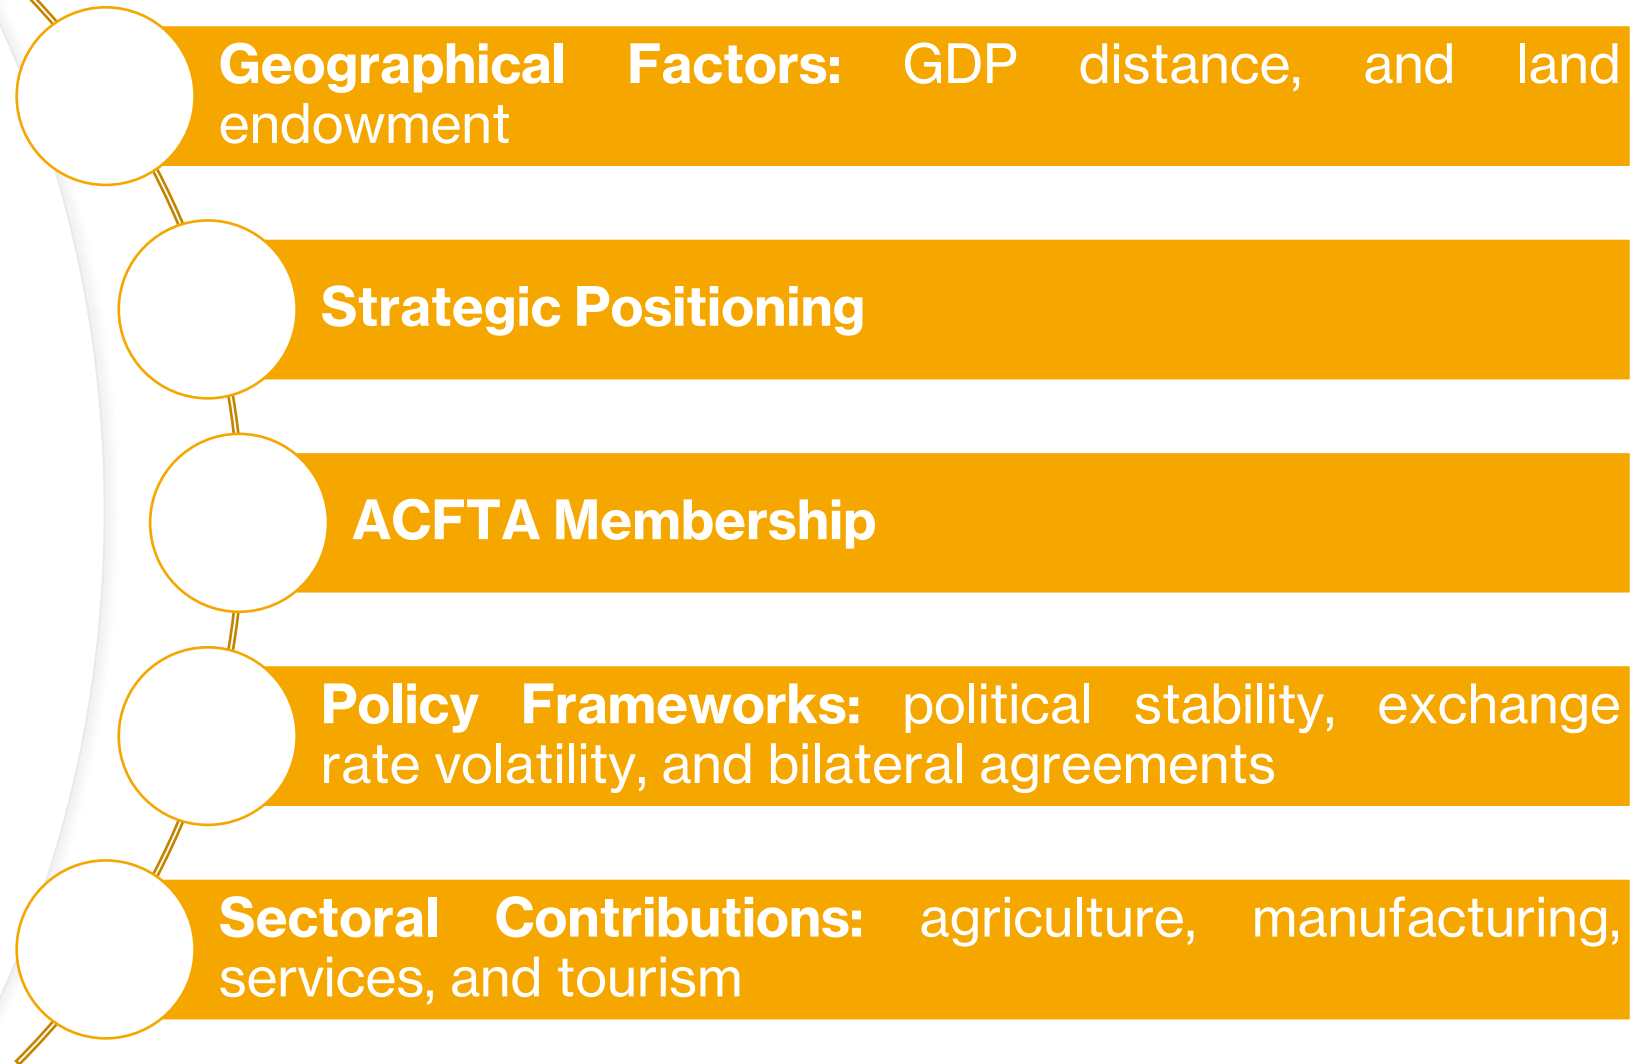 Geographical Factors: GDP distance, and land
endowment
Strategic Positioning
ACFTA Membership
Policy Frameworks: political stability, exchange
rate volatility, and bilateral agreements
Sectoral Contributions: agriculture, manufacturing,
services, and tourism